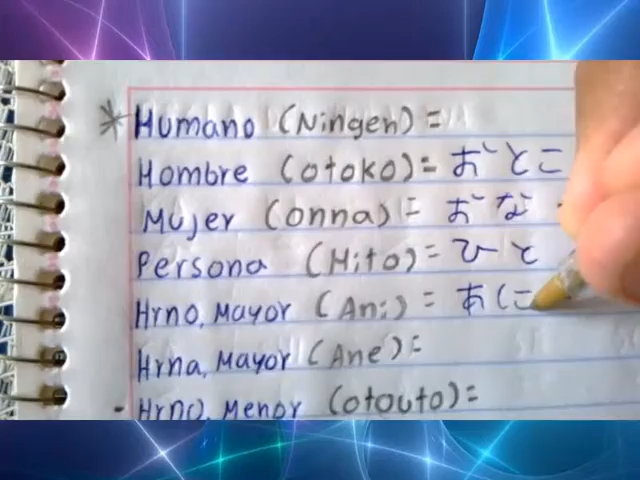 * Humano (Ningen) =
Hombre (otoko) = おとこ
Mujer (onna) = おな
Persona (Hito) = ひと
Hrno, Mayor (Ani) = あに
Hrna, Mayor (Ane) =
- Hrno, Menor (otouto) =